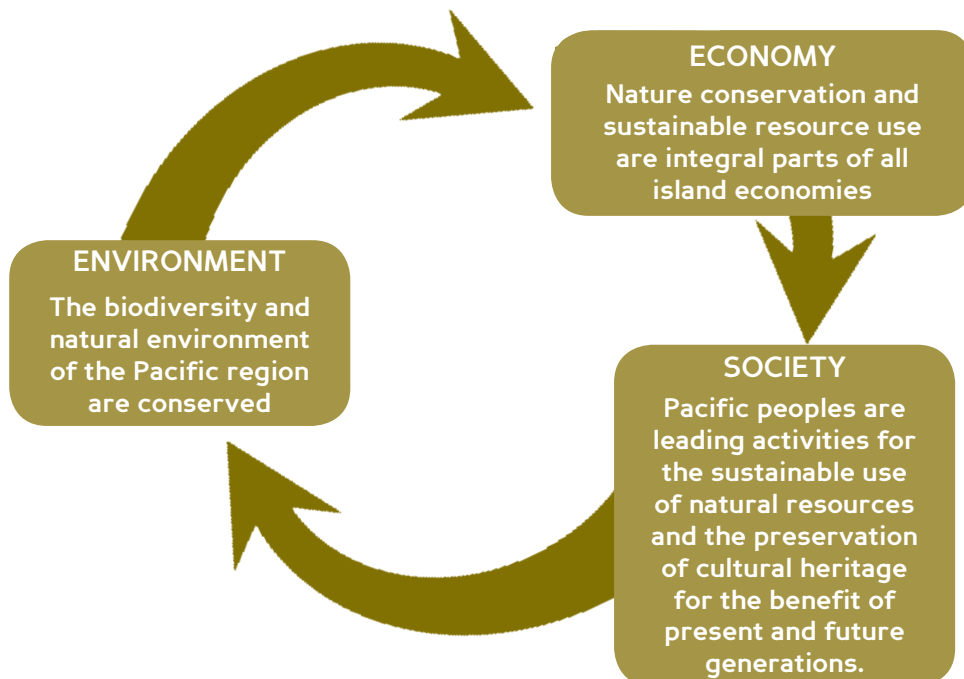 ECONOMY
Nature conservation and
sustainable resource use
are integral parts of all
island economies
ENVIRONMENT
The biodiversity and
natural environment
of the Pacific region
are conserved
SOCIETY
Pacific peoples are
leading activities for
the sustainable use
of natural resources
and the preservation
of cultural heritage
for the benefit of
present and future
generations.